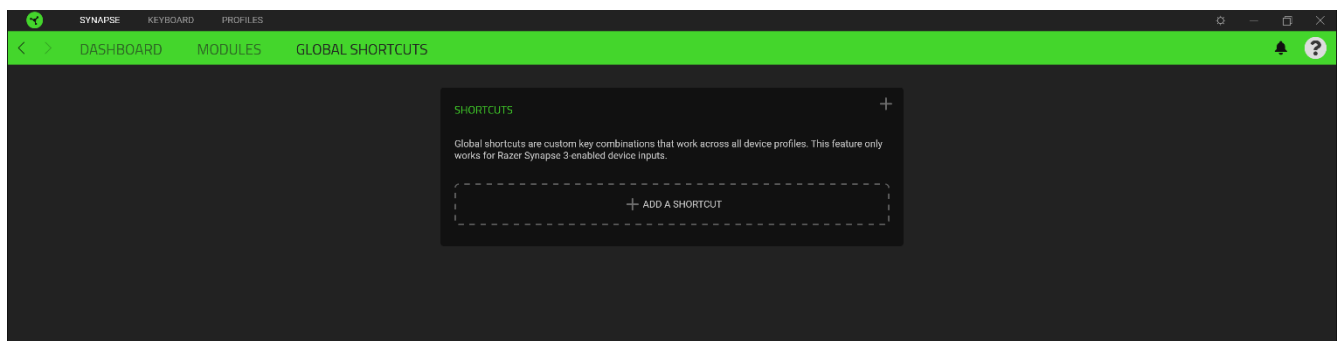 SYNAPSE KEYBOARD PROFILES
DASHBOARD MODULES GLOBAL SHORTCUTS
SHORTCUTS
Global shortcuts are custom key combinations that work across all device profiles. This feature only
works for Razer Synapse 3-enabled device inputs.
ADD A SHORTCUT